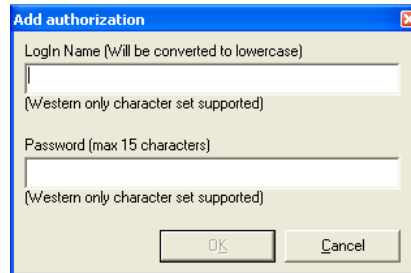 Add authorization
LogIn Name (Will be converted to lowercase)
(Western only character set supported)
Password (max 15 characters)
(Western only character set supported)
OK
Cancel